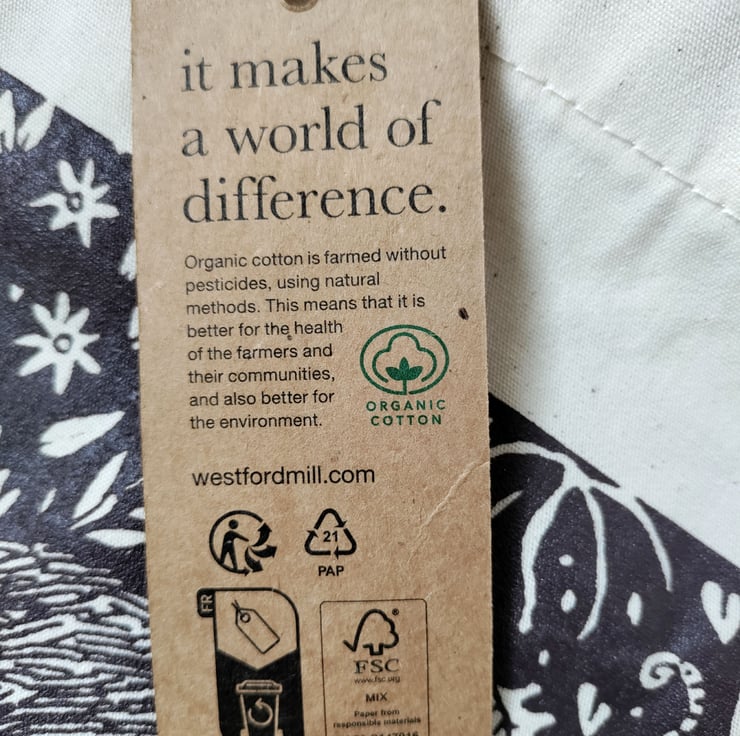 it makes
a world of
difference.
Organic cotton is farmed without
pesticides, using natural
methods. This means that it is
better for the health
of the farmers and
their communities,
and also better for
the environment.
ORGANIC
COTTON
westfordmill.com
21
PAP
FR
®
FSC
www.fsc.org
MIX
Paper from
responsible materials